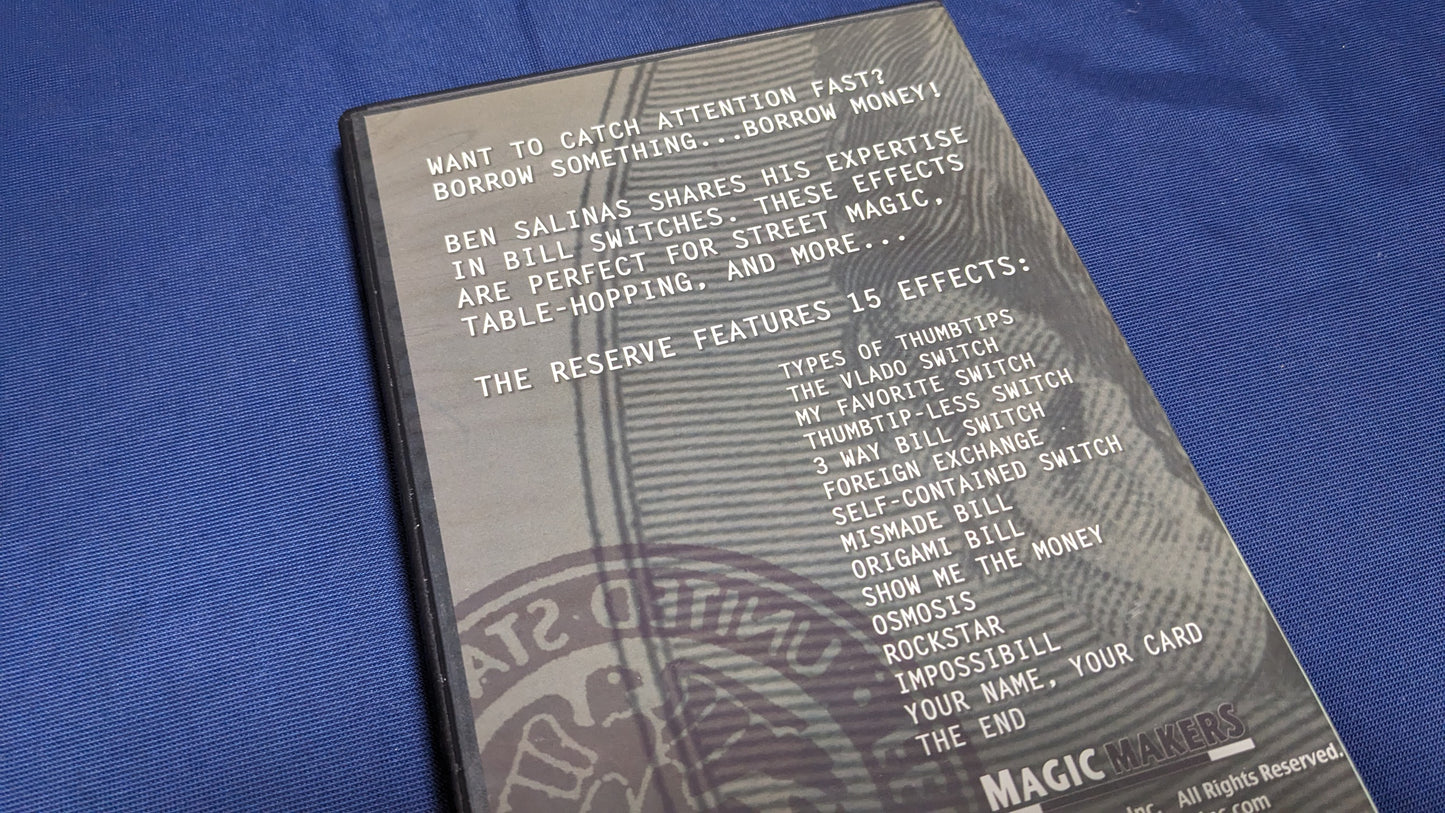 WANT TO CATCH ATTENTION FAST?
BORROW SOMETHING...BORROW MONEY!
BEN SALINAS SHARES HIS EXPERTISE
IN BILL SWITCHES. THESE EFFECTS
ARE PERFECT FOR STREET MAGIC,
TABLE-HOPPING, AND MORE...
THE RESERVE FEATURES 15 EFFECTS:
TYPES OF THUMBTIPS
THE VLADO SWITCH
MY FAVORITE SWITCH
THUMBTIP-LESS SWITCH
3 WAY BILL SWITCH
FOREIGN EXCHANGE
SELF-CONTAINED SWITCH
MISMADE BILL
ORIGAMI BILL
SHOW ME THE MONEY
OSMOSIS
ROCKSTAR
IMPOSSIBILL
YOUR NAME, YOUR CARD
THE END
UNITED STA
MAGIC MAKERS
Inc. All Rights Reserved.
.com